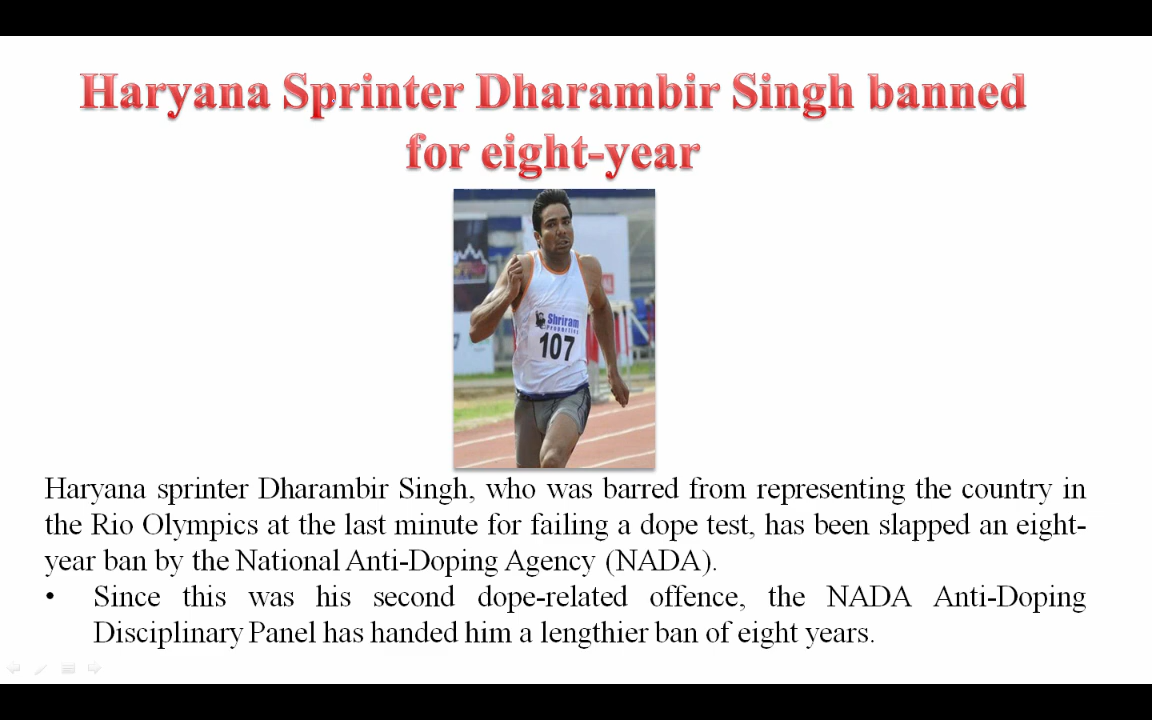 Haryana Sprinter Dharambir Singh banned
for eight-year
Shriram
Properties
107
Haryana sprinter Dharambir Singh, who was barred from representing the country in
the Rio Olympics at the last minute for failing a dope test, has been slapped an eight-
year ban by the National Anti-Doping Agency (NADA).
• Since this was his second dope-related offence, the NADA Anti-Doping
Disciplinary Panel has handed him a lengthier ban of eight years.